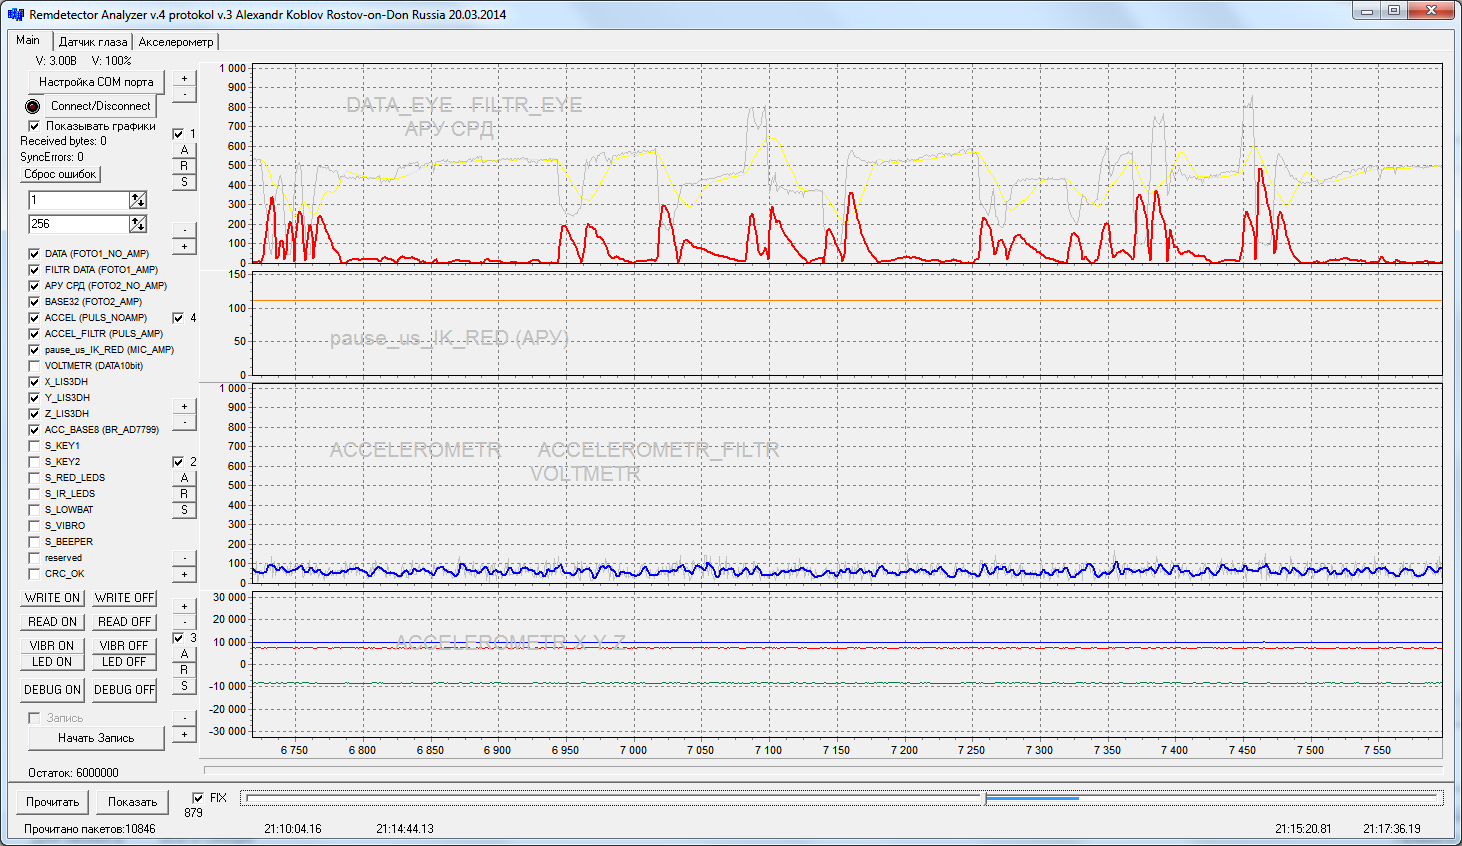 Remdetector Analyzer v.4 protokol v.3 Alexandr Koblov Rostov-on-Don Russia 20.03.2014
Main Датчик глаза Акселерометр
V: 3.00В V: 100%
Настройка COM порта
Connect/Disconnect
Показывать графики
Received bytes: 0
SyncErrors: 0
Сброс ошибок
1
256
DATA (FOTO1_NO_AMP)
FILTR DATA (FOTO1_AMP)
АРУ СРД (FOTO2_NO_AMP)
BASE32 (FOTO2_AMP)
ACCEL (PULS_NOAMP)
ACCEL_FILTR (PULS_AMP)
pause_us_IK_RED (MIC_AMP)
VOLTMETR (DATA10bit)
X_LIS3DH
Y_LIS3DH
Z_LIS3DH
ACC_BASE8 (BR_AD7799)
S_KEY1
S_KEY2
S_RED_LEDS
S_IR_LEDS
S_LOWBAT
S_VIBRO
S_BEEPER
reserved
CRC_OK
WRITE ON WRITE OFF
READ ON READ OFF
VIBR ON VIBR OFF
LED ON LED OFF
DEBUG ON DEBUG OFF
Запись
Начать Запись
Остаток: 6000000
+
-
1
A
R
S
-
+
4
+
-
2
A
R
S
-
+
+
-
3
A
R
S
-
+
DATA_EYE FILTR_EYE
АРУ СРД
1 000
900
800
700
600
500
400
300
200
100
0
pause_us_IK_RED (АРУ)
150
100
50
0
ACCELEROMETR ACCELEROMETR_FILTR
VOLTMETR
1 000
900
800
700
600
500
400
300
200
100
0
ACCELEROMETR X Y Z
30 000
20 000
10 000
0
-10 000
-20 000
-30 000
6 750 6 800 6 850 6 900 6 950 7 000 7 050 7 100 7 150 7 200 7 250 7 300 7 350 7 400 7 450 7 500 7 550
Прочитать Показать FIX
879
Прочитано пакетов:10846 21:10:04.16 21:14:44.13 21:15:20.81 21:17:36.19